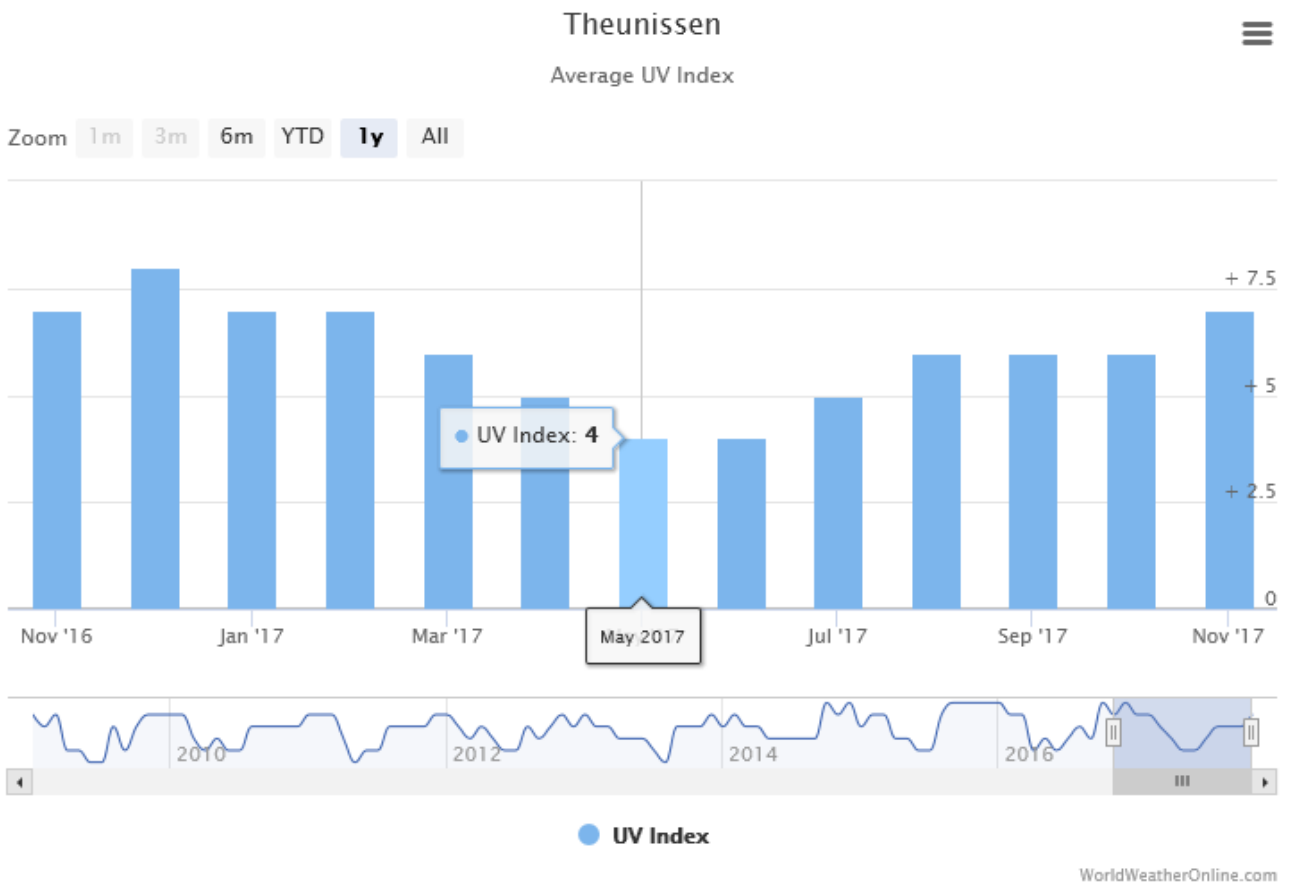 Theunissen
Average UV Index
Zoom 1m 3m 6m YTD 1y All
+ 7.5
+ 5
+ 2.5
0
UV Index: 4
Nov '16 Jan '17 Mar '17 May 2017 Jul '17 Sep '17 Nov '17
2010 2012 2014 2016
UV Index
WorldWeatherOnline.com